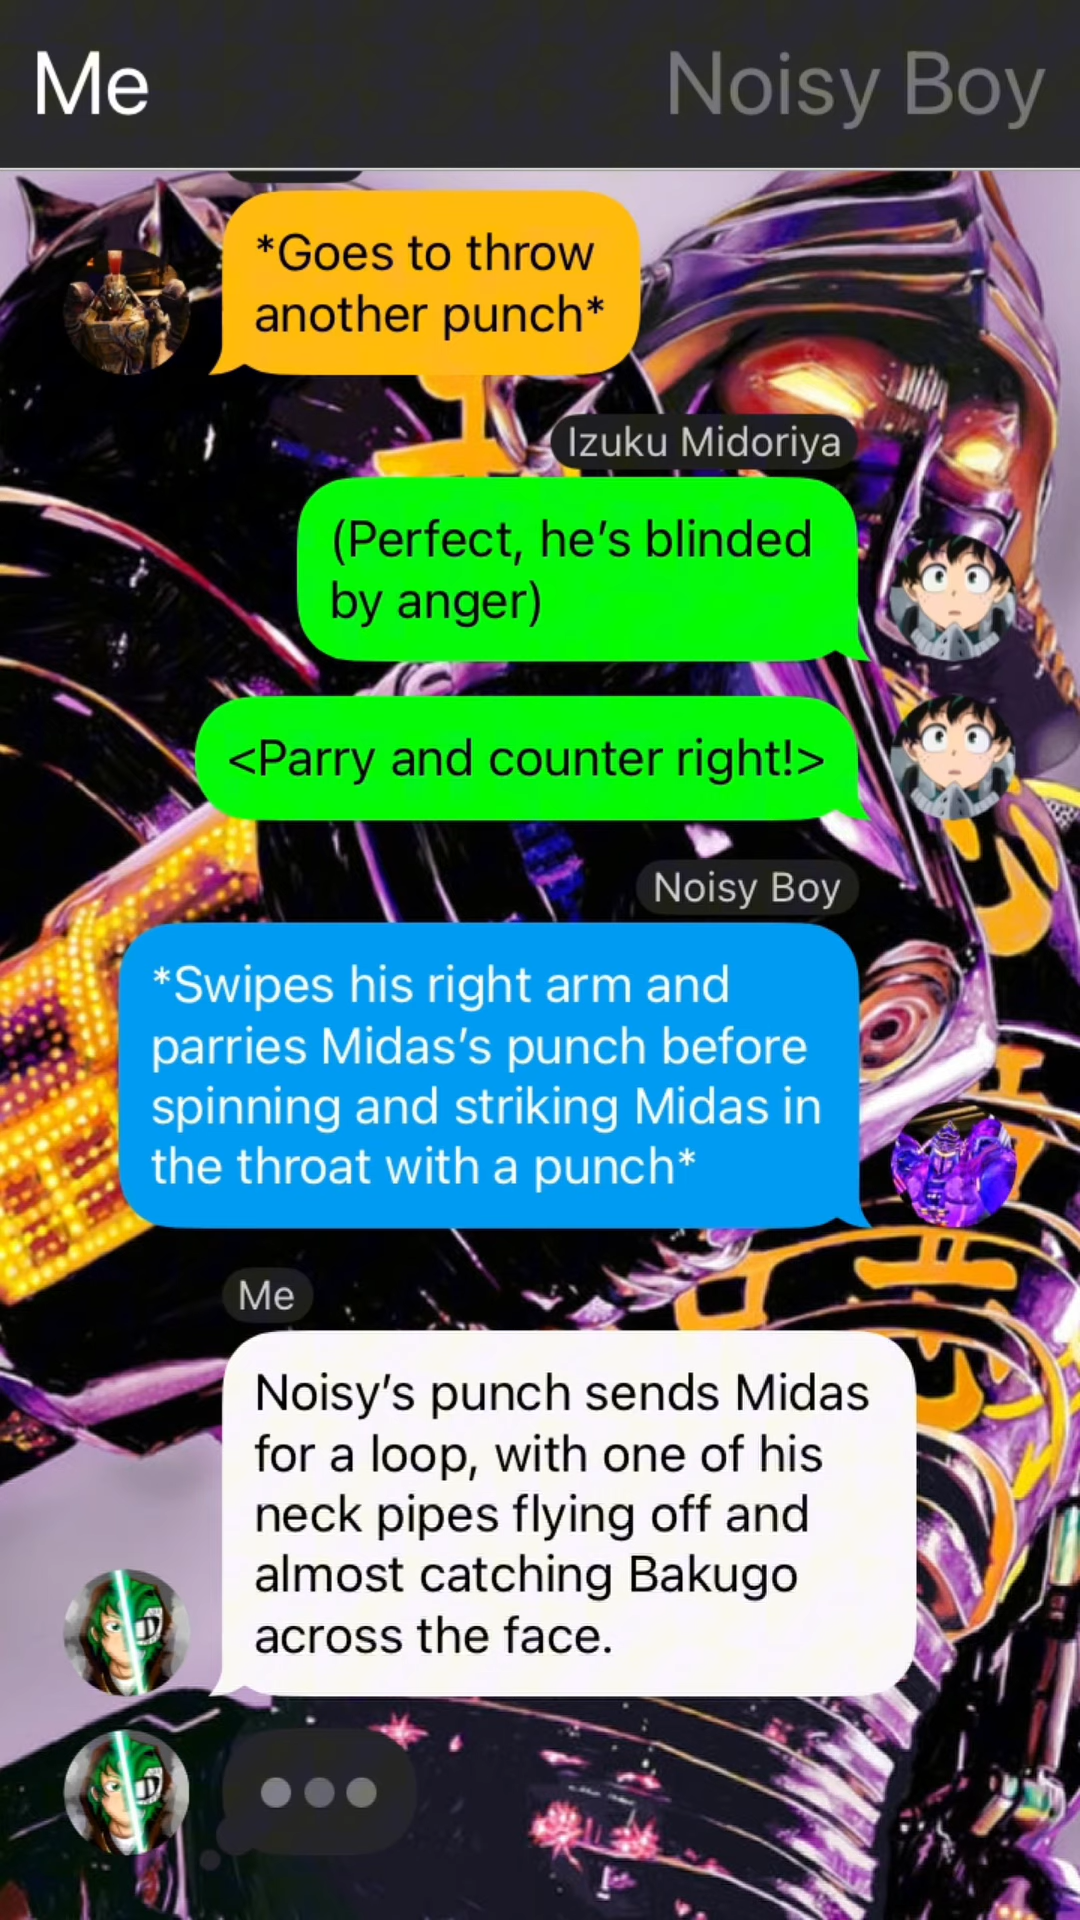 Me
Noisy Boy
*Goes to throw
another punch*
Izuku Midoriya
(Perfect, he’s blinded
by anger)
<Parry and counter right!>
Noisy Boy
*Swipes his right arm and
parries Midas’s punch before
spinning and striking Midas in
the throat with a punch*
Me
Noisy’s punch sends Midas
for a loop, with one of his
neck pipes flying off and
almost catching Bakugo
across the face.